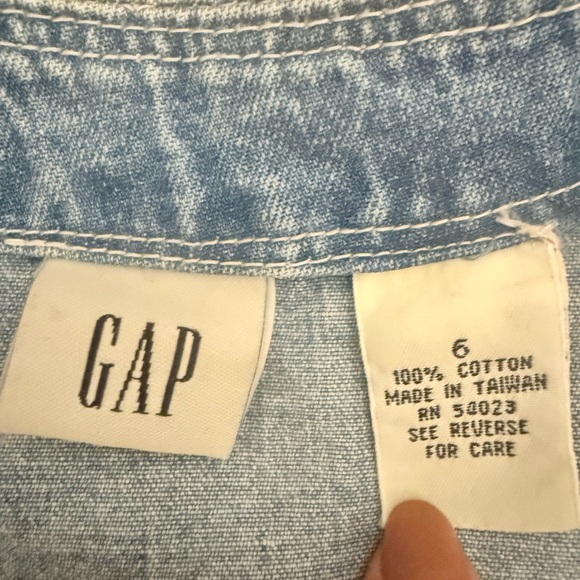 GAP
6
100% COTTON
MADE IN TAIWAN
RN 54023
SEE REVERSE
FOR CARE